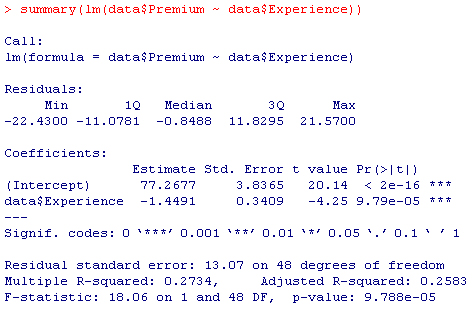 > summary(lm(data$Premium ~ data$Experience))
Call:
lm(formula = data$Premium ~ data$Experience)
Residuals:
     Min       1Q   Median       3Q      Max
-22.4300 -11.0781  -0.8488  11.8295  21.5700
Coefficients:
                Estimate Std. Error t value Pr(>|t|)
(Intercept)      77.2677     3.8365   20.14  < 2e-16 ***
data$Experience  -1.4491     0.3409   -4.25 9.79e-05 ***
---
Signif. codes: 0 ‘***’ 0.001 ‘**’ 0.01 ‘*’ 0.05 ‘.’ 0.1 ‘ ’ 1
Residual standard error: 13.07 on 48 degrees of freedom
Multiple R-squared: 0.2734,     Adjusted R-squared: 0.2583
F-statistic: 18.06 on 1 and 48 DF,  p-value: 9.788e-05